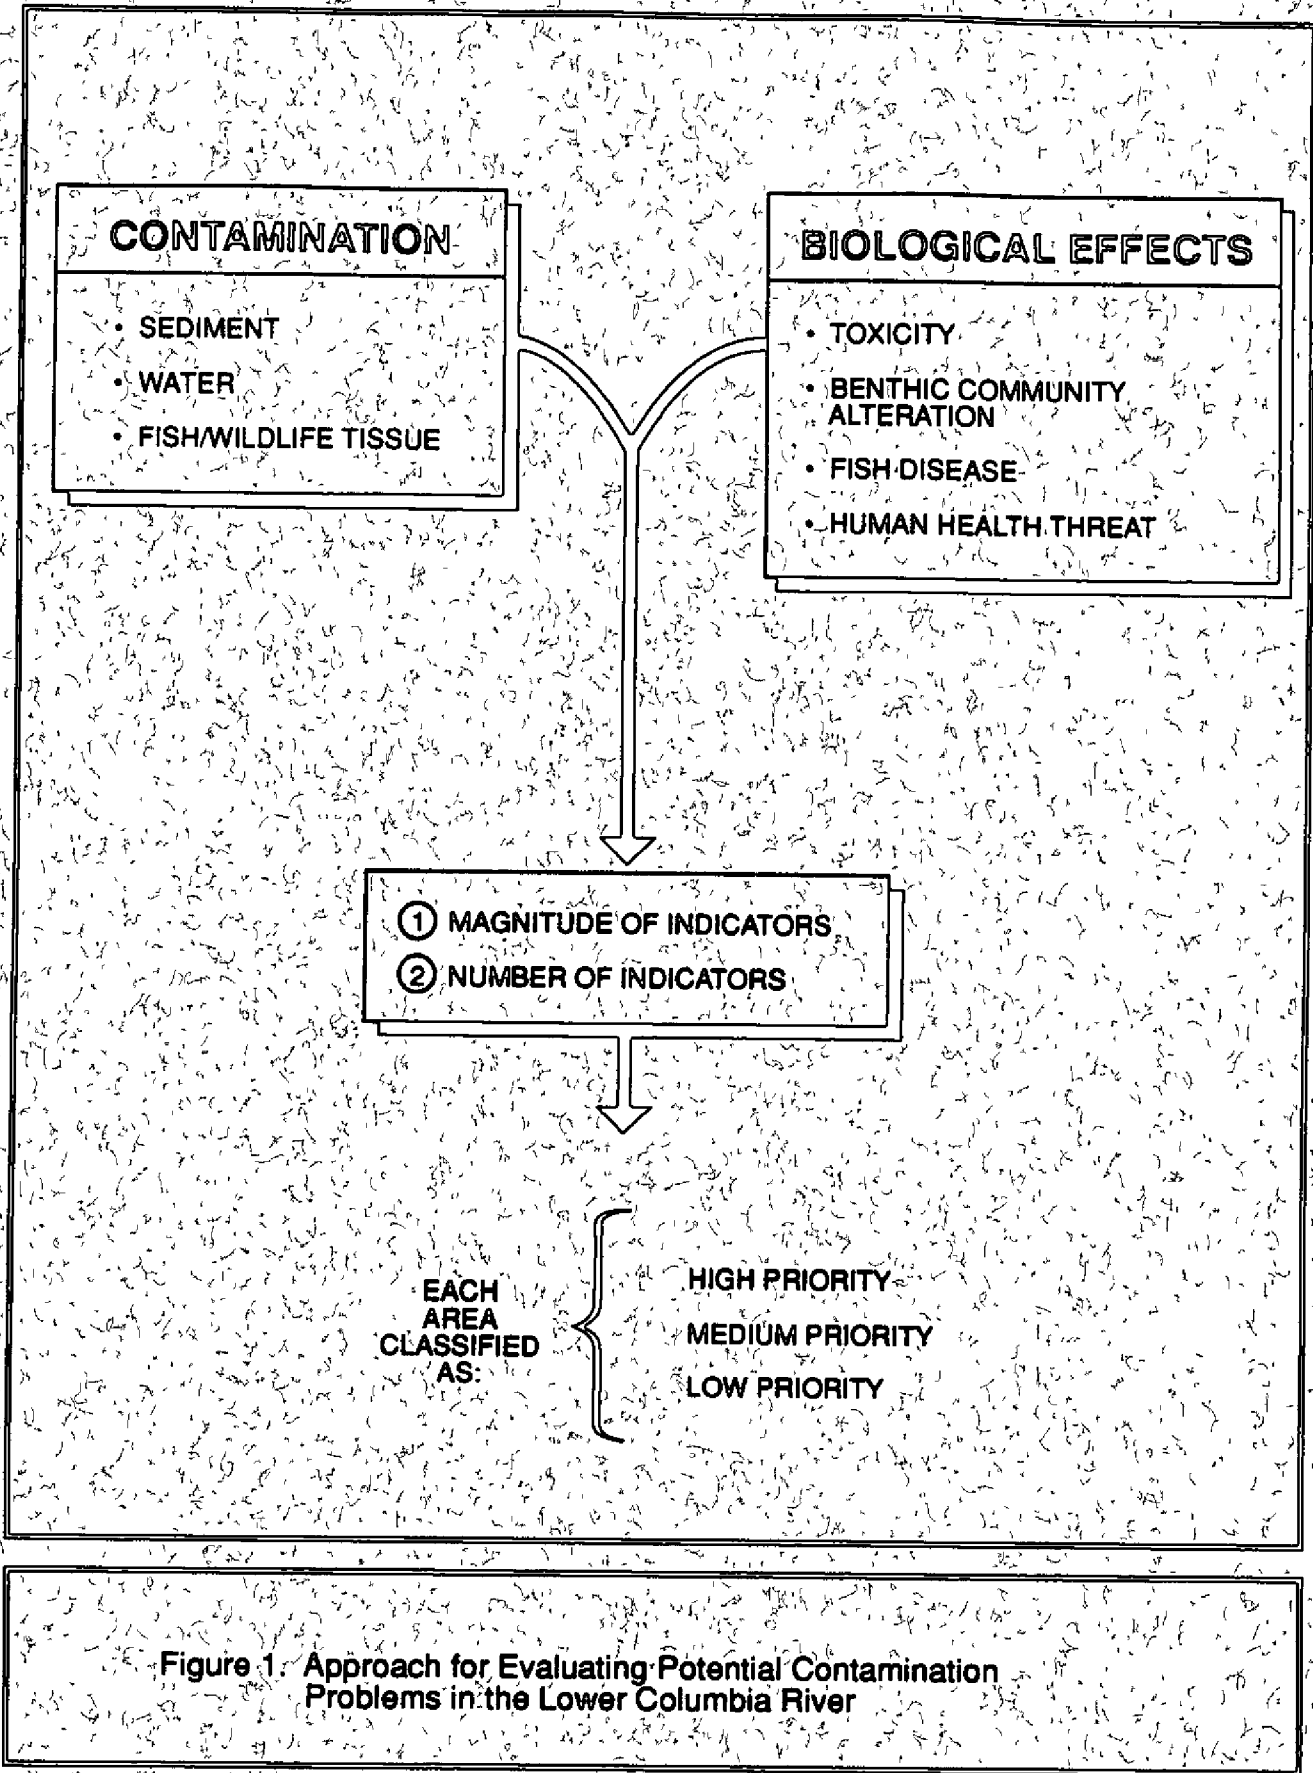 CONTAMINATION
• SEDIMENT
• WATER
• FISH/WILDLIFE TISSUE
BIOLOGICAL EFFECTS
• TOXICITY
• BENTHIC COMMUNITY
ALTERATION
• FISH DISEASE
• HUMAN HEALTH THREAT
① MAGNITUDE OF INDICATORS
② NUMBER OF INDICATORS
EACH
AREA
CLASSIFIED
AS:
HIGH PRIORITY
MEDIUM PRIORITY
LOW PRIORITY
Figure 1. Approach for Evaluating Potential Contamination
Problems in the Lower Columbia River